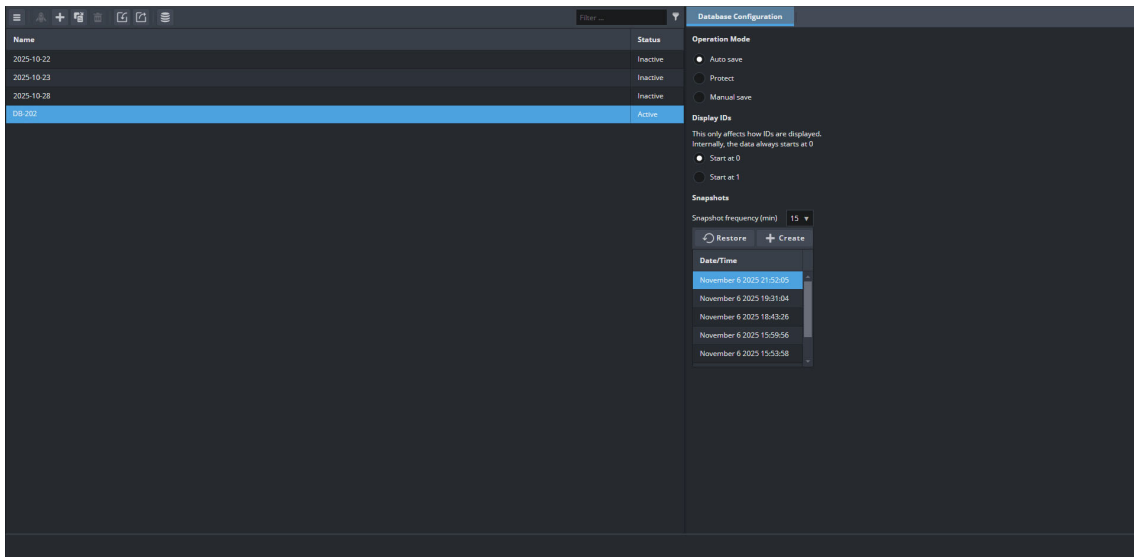 Filter ...
Database Configuration
Name Status
2025-10-22 Inactive
2025-10-23 Inactive
2025-10-28 Inactive
DB-202 Active
Operation Mode
Auto save
Protect
Manual save
Display IDs
This only affects how IDs are displayed.
Internally, the data always starts at 0
Start at 0
Start at 1
Snapshots
Snapshot frequency (min) 15
Restore Create
Date/Time
November 6 2025 21:52:05
November 6 2025 19:31:04
November 6 2025 18:43:26
November 6 2025 15:59:56
November 6 2025 15:53:58